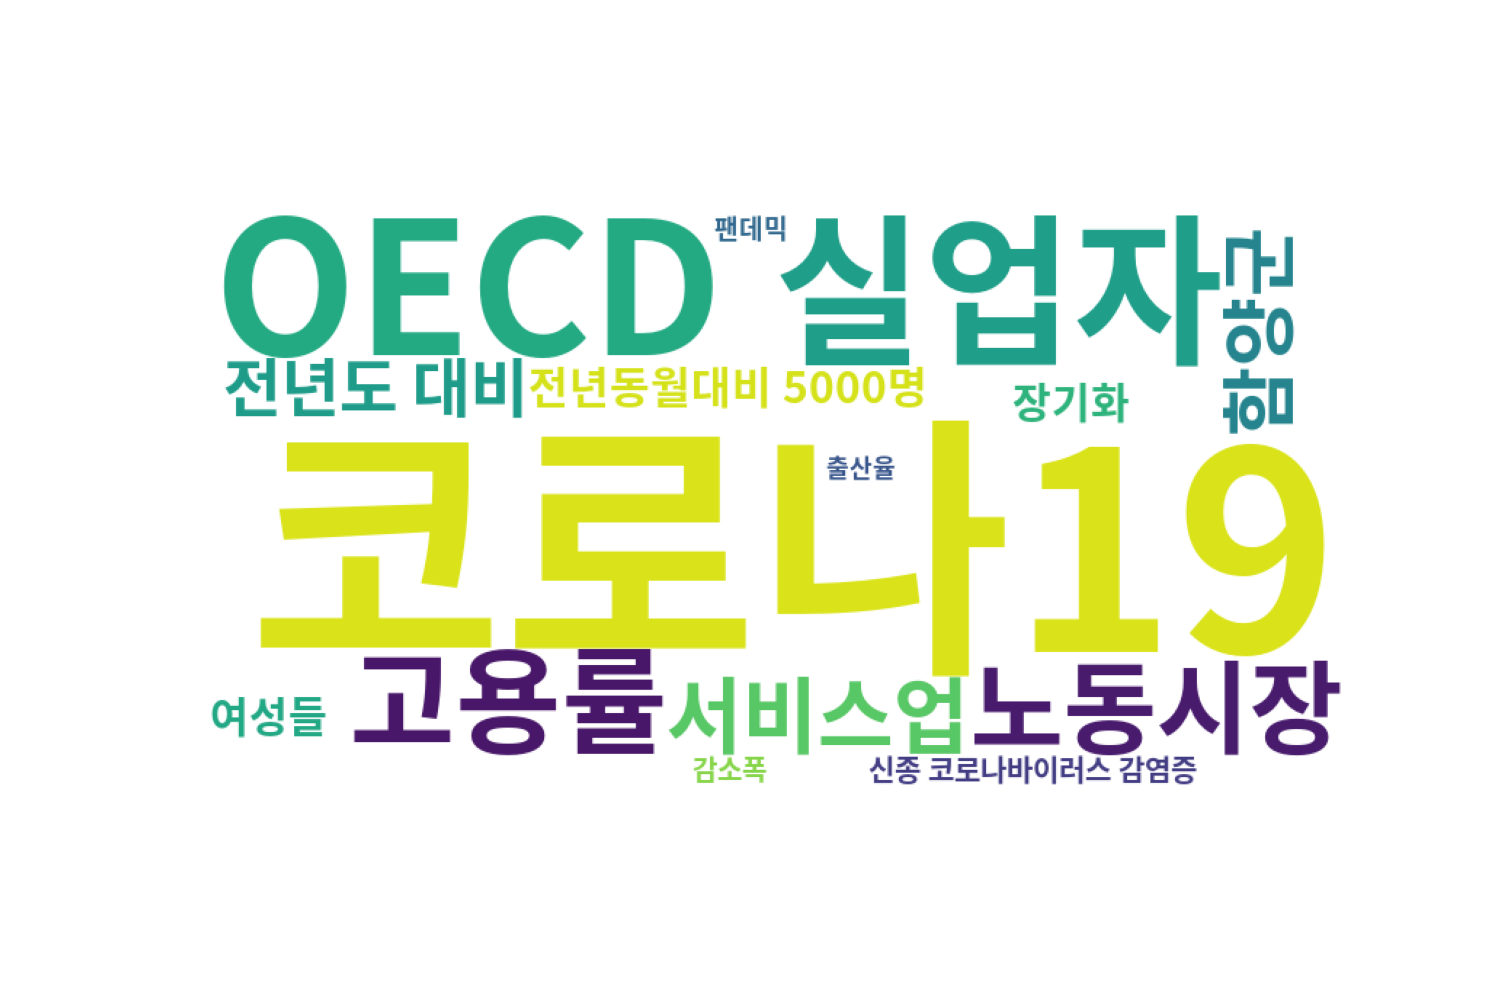 OECD
팬데믹
실업자
함양군
전년도 대비
전년동월대비 5000명
장기화
코로나19
출산율
여성들
고용률
서비스업
노동시장
감소폭
신종 코로나바이러스 감염증